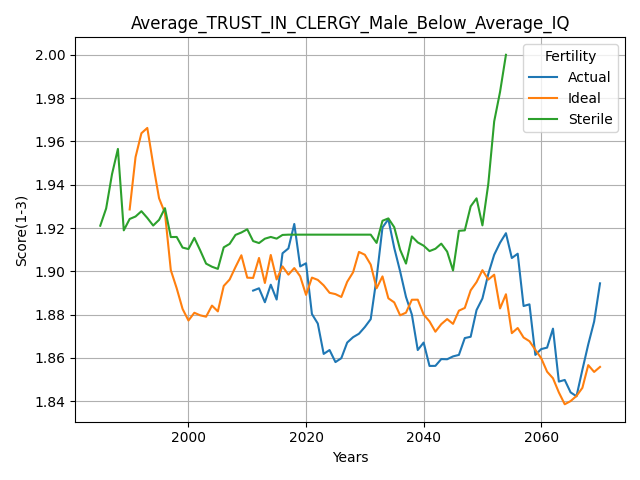 Average_TRUST_IN_CLERGY_Male_Below_Average_IQ
Score(1-3)
2.00
1.98
1.96
1.94
1.92
1.90
1.88
1.86
1.84
Fertility
Actual
Ideal
Sterile
2000 2020 2040 2060
Years